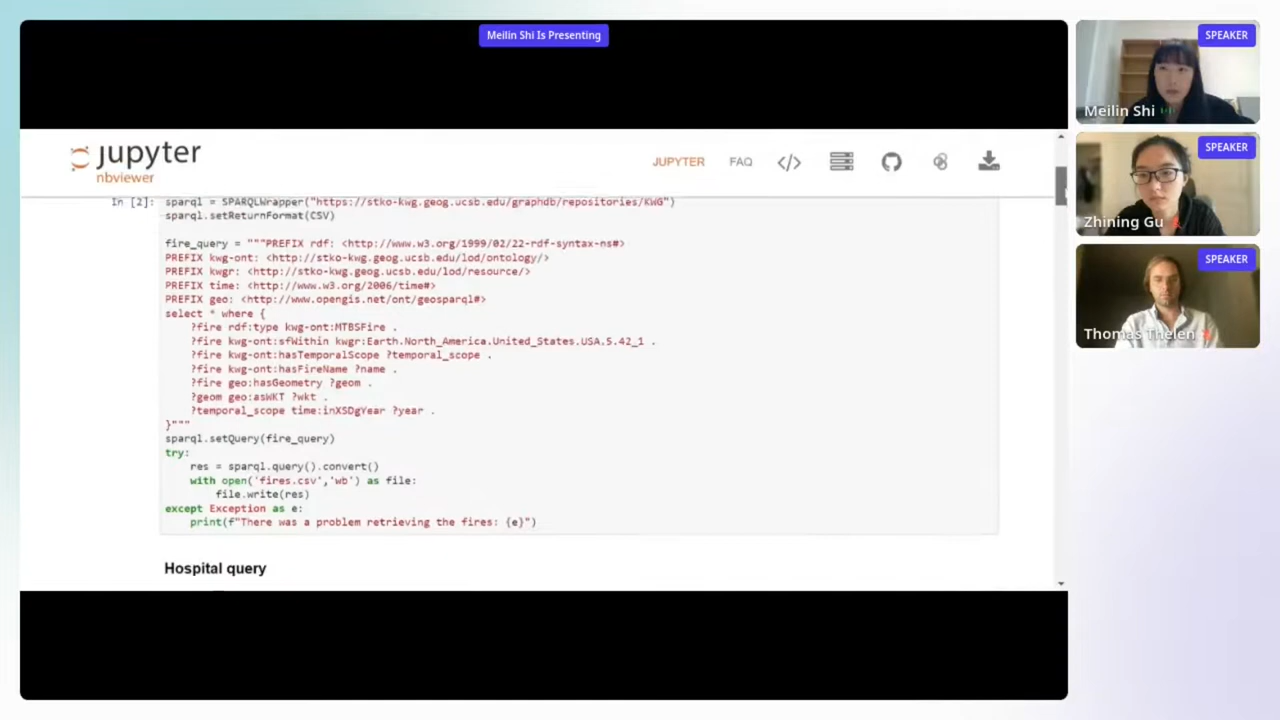 Meilin Shi Is Presenting
SPEAKER
Meilin Shi
SPEAKER
Zhining Gu
SPEAKER
Thomas Thelen
jupyter
nbviewer
JUPYTER
FAQ
In [2]: sparql = SPARQLWrapper("https://stko-kwg.geog.ucsb.edu/graphdb/repositories/KWG")
sparql.setReturnFormat(CSV)
fire_query = """PREFIX rdf: <http://www.w3.org/1999/02/22-rdf-syntax-ns#>
PREFIX kwg-ont: <http://stko-kwg.geog.ucsb.edu/lod/ontology/>
PREFIX kwgr: <http://stko-kwg.geog.ucsb.edu/lod/resource/>
PREFIX time: <http://www.w3.org/2006/time#>
PREFIX geo: <http://www.opengis.net/ont/geosparql#>
select * where {
?fire rdf:type kwg-ont:MTBSFire .
?fire kwg-ont:sfWithin kwgr:Earth.North_America.United_States.USA.5.42_1 .
?fire kwg-ont:hasTemporalScope ?temporal_scope .
?fire kwg-ont:hasFireName ?name .
?fire geo:hasGeometry ?geom .
?geom geo:asWKT ?wkt .
?temporal_scope time:inXSDgYear ?year .
}"""
sparql.setQuery(fire_query)
try:
res = sparql.query().convert()
with open('fires.csv','wb') as file:
file.write(res)
except Exception as e:
print(f"There was a problem retrieving the fires: {e}")
Hospital query